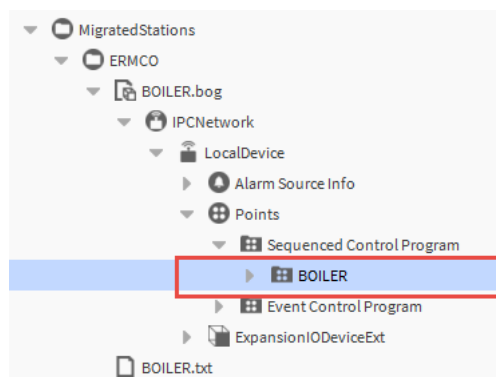 MigratedStations
ERMCO
BOILER.bog
IPCNetwork
LocalDevice
Alarm Source Info
Points
Sequenced Control Program
BOILER
Event Control Program
ExpansionIODeviceExt
BOILER.txt